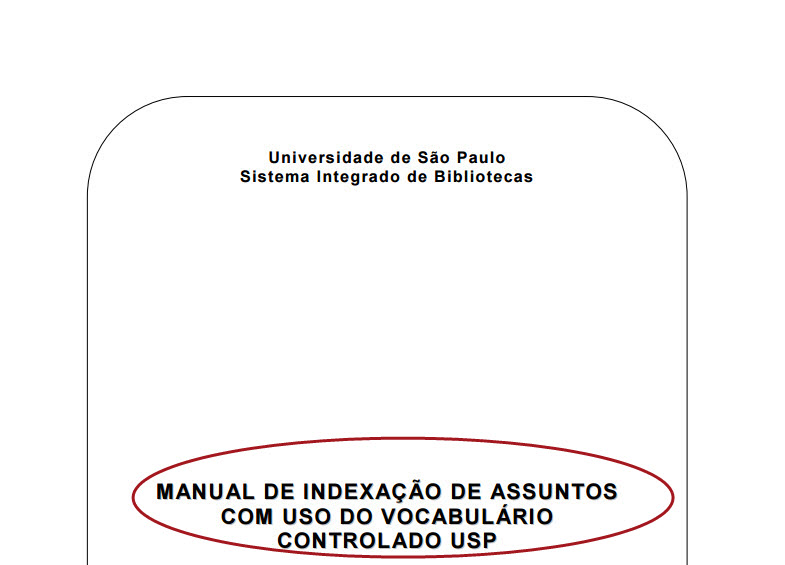 Universidade de São Paulo
Sistema Integrado de Bibliotecas
MANUAL DE INDEXAÇÃO DE ASSUNTOS
COM USO DO VOCABULÁRIO
CONTROLADO USP